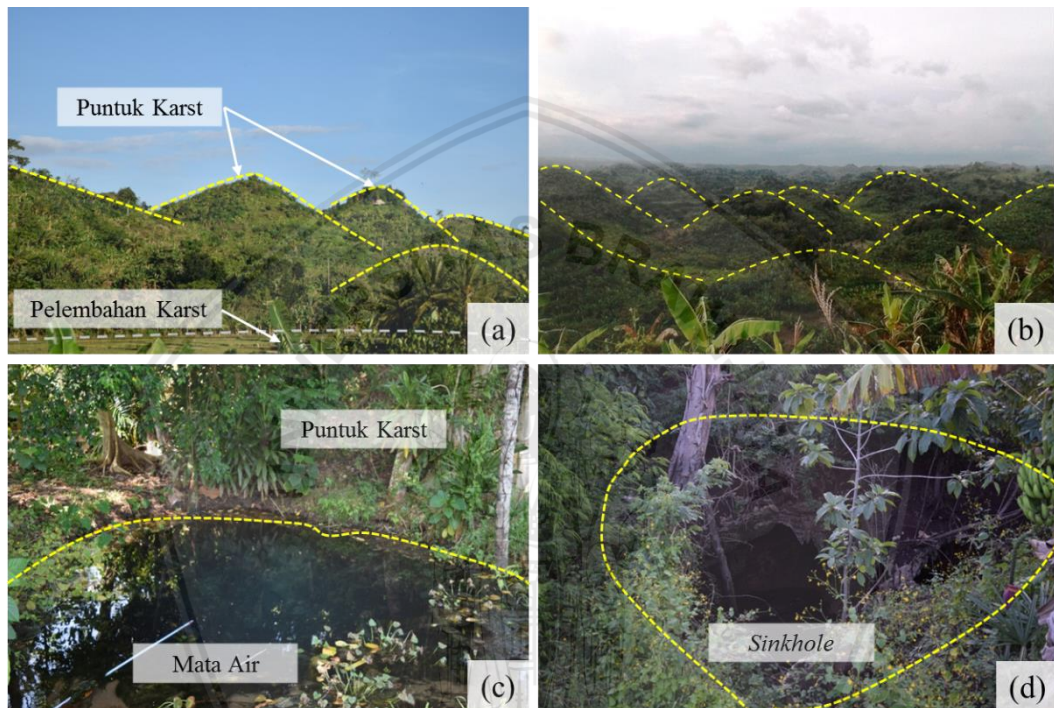 Puntuk Karst
Pelembahan Karst
(a)
(b)
Puntuk Karst
Mata Air
(c)
Sinkhole
(d)